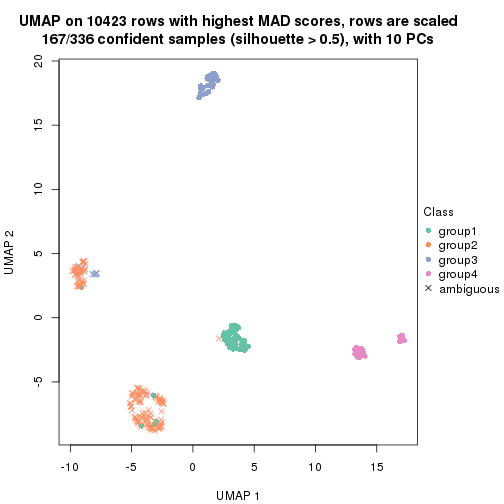 UMAP on 10423 rows with highest MAD scores, rows are scaled
167/336 confident samples (silhouette > 0.5), with 10 PCs
20
15
10
5
0
-5
UMAP 2
-10
-5
0
5
10
15
UMAP 1
Class
group1
group2
group3
group4
ambiguous